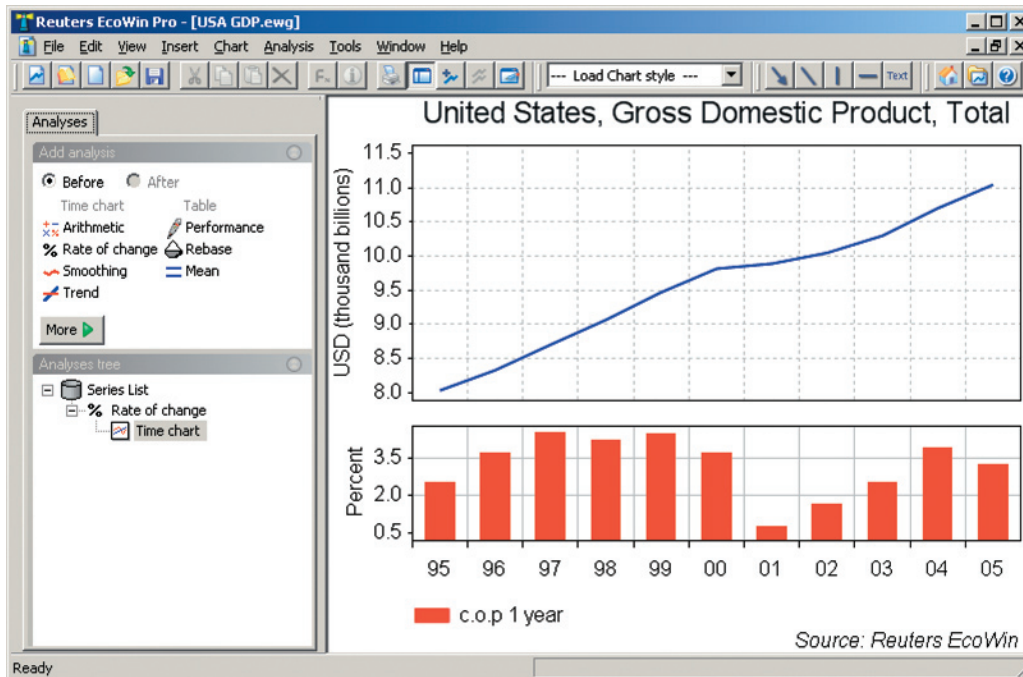 Reuters EcoWin Pro - [USA GDP.ewg]
File Edit View Insert Chart Analysis Tools Window Help
--- Load Chart style --- Text
Analyses
Add analysis
Before After
Time chart Table
Arithmetic Performance
% Rate of change Rebase
Smoothing Mean
Trend
More
Analyses tree
Series List
% Rate of change
Time chart
United States, Gross Domestic Product, Total
USD (thousand billions)
11.5
11.0
10.5
10.0
9.5
9.0
8.5
8.0
Percent
3.5
2.0
0.5
95 96 97 98 99 00 01 02 03 04 05
c.o.p 1 year
Source: Reuters EcoWin
Ready